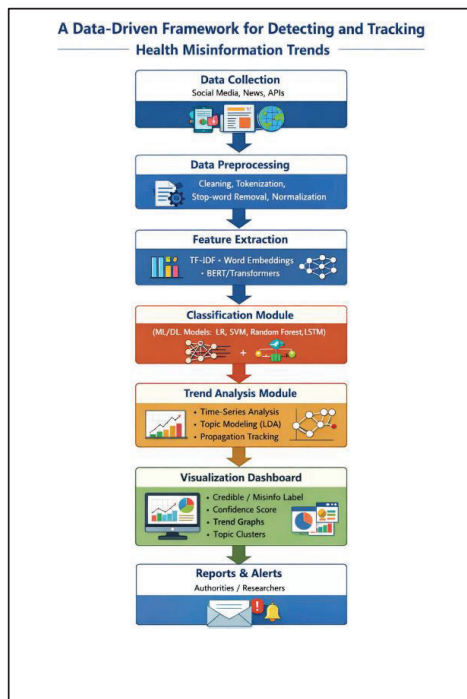 A Data-Driven Framework for Detecting and Tracking
Health Misinformation Trends
Data Collection
Social Media, News, APIs
Data Preprocessing
Cleaning, Tokenization,
Stop-word Removal, Normalization
Feature Extraction
TF-IDF • Word Embeddings
• BERT/Transformers
Classification Module
(ML/DL. Models: LR, SVM, Random Forest,LSTM)
+
Trend Analysis Module
• Time-Series Analysis
• Topic Modeling (LDA)
• Propagation Tracking
Visualization Dashboard
• Credible / Misinfo Label
• Confidence Score
• Trend Graphs
• Topic Clusters
Reports & Alerts
Authorities / Researchers
!